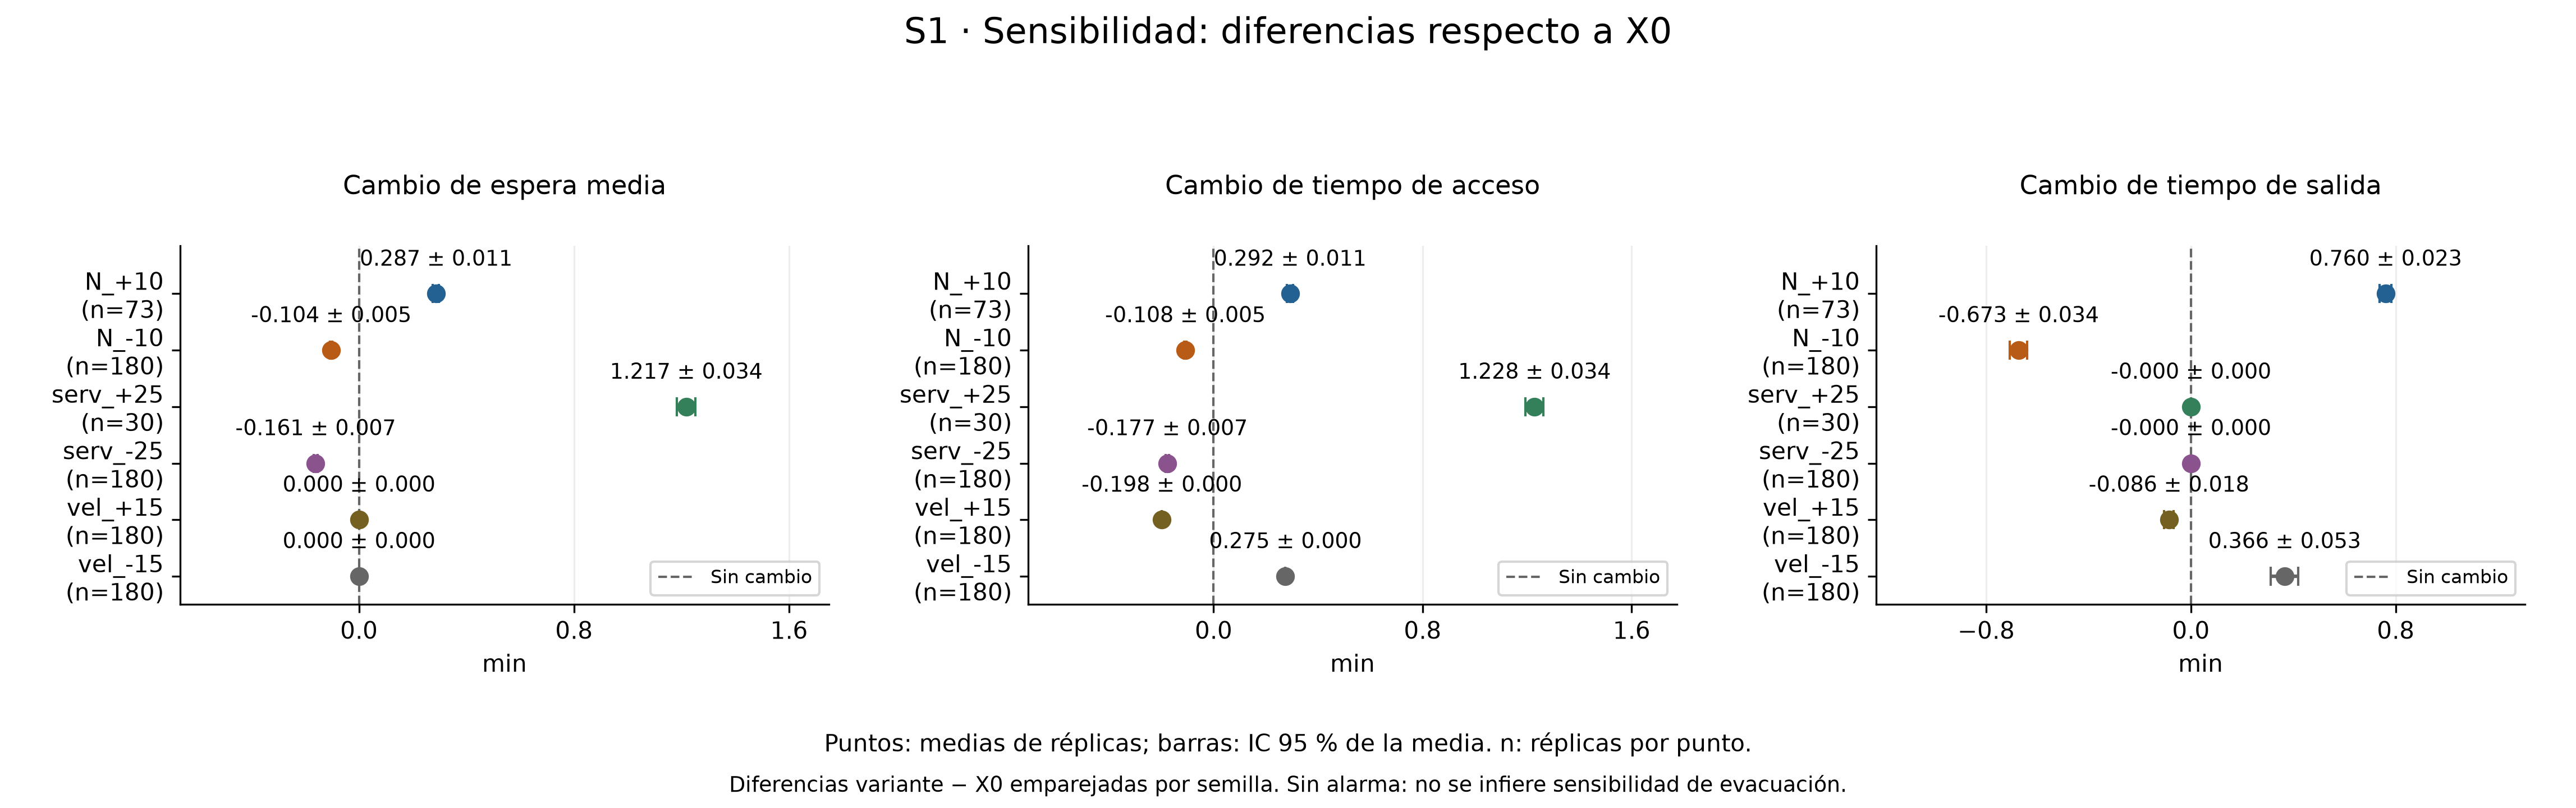 S1 · Sensibilidad: diferencias respecto a X0
Cambio de espera media
0.287 ± 0.011
N_+10
(n=73)
-0.104 ± 0.005
N_-10
(n=180)
1.217 ± 0.034
serv_+25
(n=30)
-0.161 ± 0.007
serv_-25
(n=180)
0.000 ± 0.000
vel_+15
(n=180)
0.000 ± 0.000
vel_-15
(n=180)
Sin cambio
0.0 0.8 1.6
min
Cambio de tiempo de acceso
0.292 ± 0.011
N_+10
(n=73)
-0.108 ± 0.005
N_-10
(n=180)
1.228 ± 0.034
serv_+25
(n=30)
-0.177 ± 0.007
serv_-25
(n=180)
-0.198 ± 0.000
vel_+15
(n=180)
0.275 ± 0.000
vel_-15
(n=180)
Sin cambio
0.0 0.8 1.6
min
Cambio de tiempo de salida
0.760 ± 0.023
N_+10
(n=73)
-0.673 ± 0.034
N_-10
(n=180)
-0.000 ± 0.000
serv_+25
(n=30)
-0.000 ± 0.000
serv_-25
(n=180)
-0.086 ± 0.018
vel_+15
(n=180)
0.366 ± 0.053
vel_-15
(n=180)
Sin cambio
−0.8 0.0 0.8
min
Puntos: medias de réplicas; barras: IC 95 % de la media. n: réplicas por punto.
Diferencias variante − X0 emparejadas por semilla. Sin alarma: no se infiere sensibilidad de evacuación.